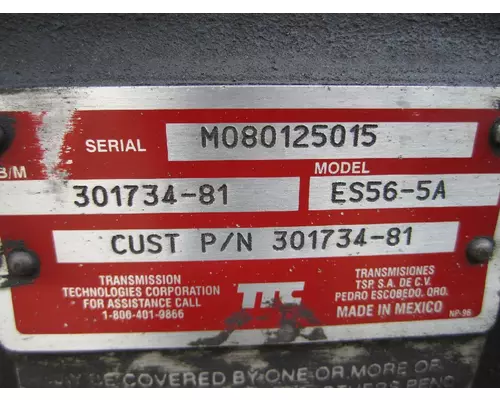 SERIAL M080125015
B/M MODEL
301734-81 ES56-5A
CUST P/N 301734-81
TRANSMISSION
TECHNOLOGIES CORPORATION
FOR ASSISTANCE CALL
1-800-401-9866
TTC
TRANSMISIONES
TSP, S.A. DE C.V.
PEDRO ESCOBEDO, QRO.
MADE IN MEXICO
NP-96
MAY BE COVERED BY ONE OR MORE OF